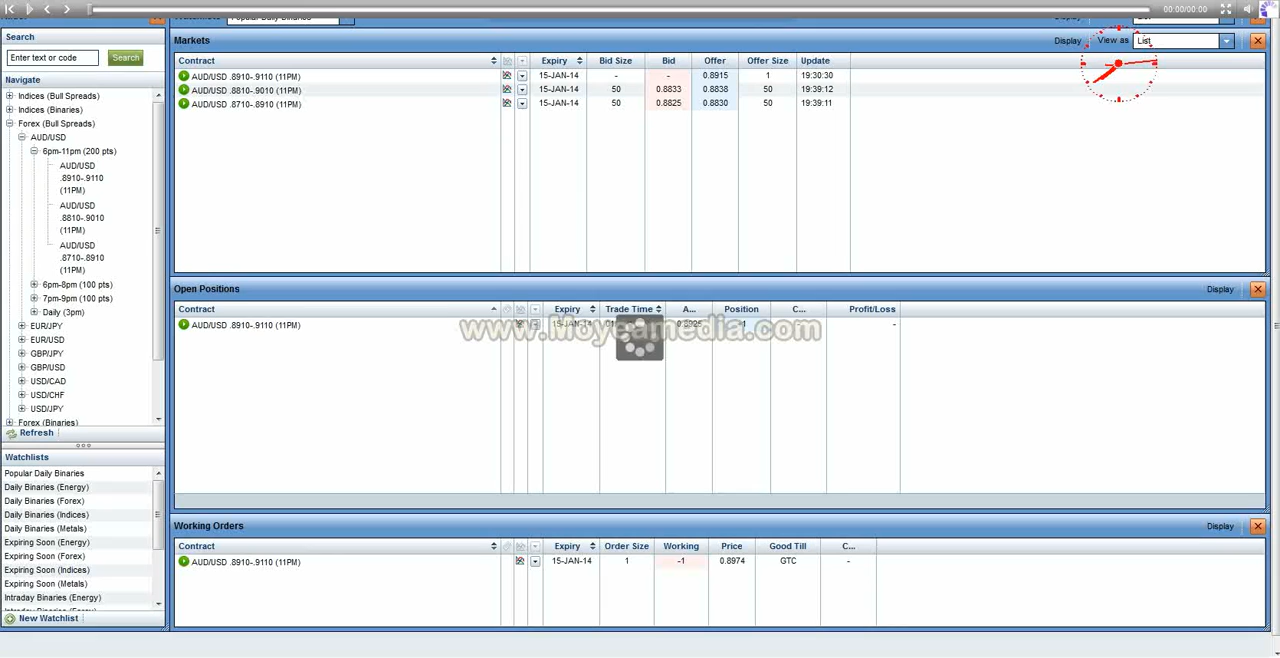 00:00/00:00
Popular Daily Binaries
Display
Search
Enter text or code
Search
Navigate
Indices (Bull Spreads)
Indices (Binaries)
Forex (Bull Spreads)
AUD/USD
6pm-11pm (200 pts)
AUD/USD
.8910-.9110
(11PM)
AUD/USD
.8810-.9010
(11PM)
AUD/USD
.8710-.8910
(11PM)
6pm-8pm (100 pts)
7pm-9pm (100 pts)
Daily (3pm)
EUR/JPY
EUR/USD
GBP/JPY
GBP/USD
USD/CAD
USD/CHF
USD/JPY
Forex (Binaries)
Refresh
Watchlists
Popular Daily Binaries
Daily Binaries (Energy)
Daily Binaries (Forex)
Daily Binaries (Indices)
Daily Binaries (Metals)
Expiring Soon (Energy)
Expiring Soon (Forex)
Expiring Soon (Indices)
Expiring Soon (Metals)
Intraday Binaries (Energy)
New Watchlist
Markets Display View as List
Contract Expiry Bid Size Bid Offer Offer Size Update
AUD/USD .8910-.9110 (11PM) 15-JAN-14 - - 0.8915 1 19:30:30
AUD/USD .8810-.9010 (11PM) 15-JAN-14 50 0.8833 0.8838 50 19:39:12
AUD/USD .8710-.8910 (11PM) 15-JAN-14 50 0.8825 0.8830 50 19:39:11
Open Positions Display
Contract Expiry Trade Time A... Position C... Profit/Loss
AUD/USD .8910-.9110 (11PM) 15-JAN-14 0.8925 -
Working Orders Display
Contract Expiry Order Size Working Price Good Till C...
AUD/USD .8910-.9110 (11PM) 15-JAN-14 1 -1 0.8974 GTC -